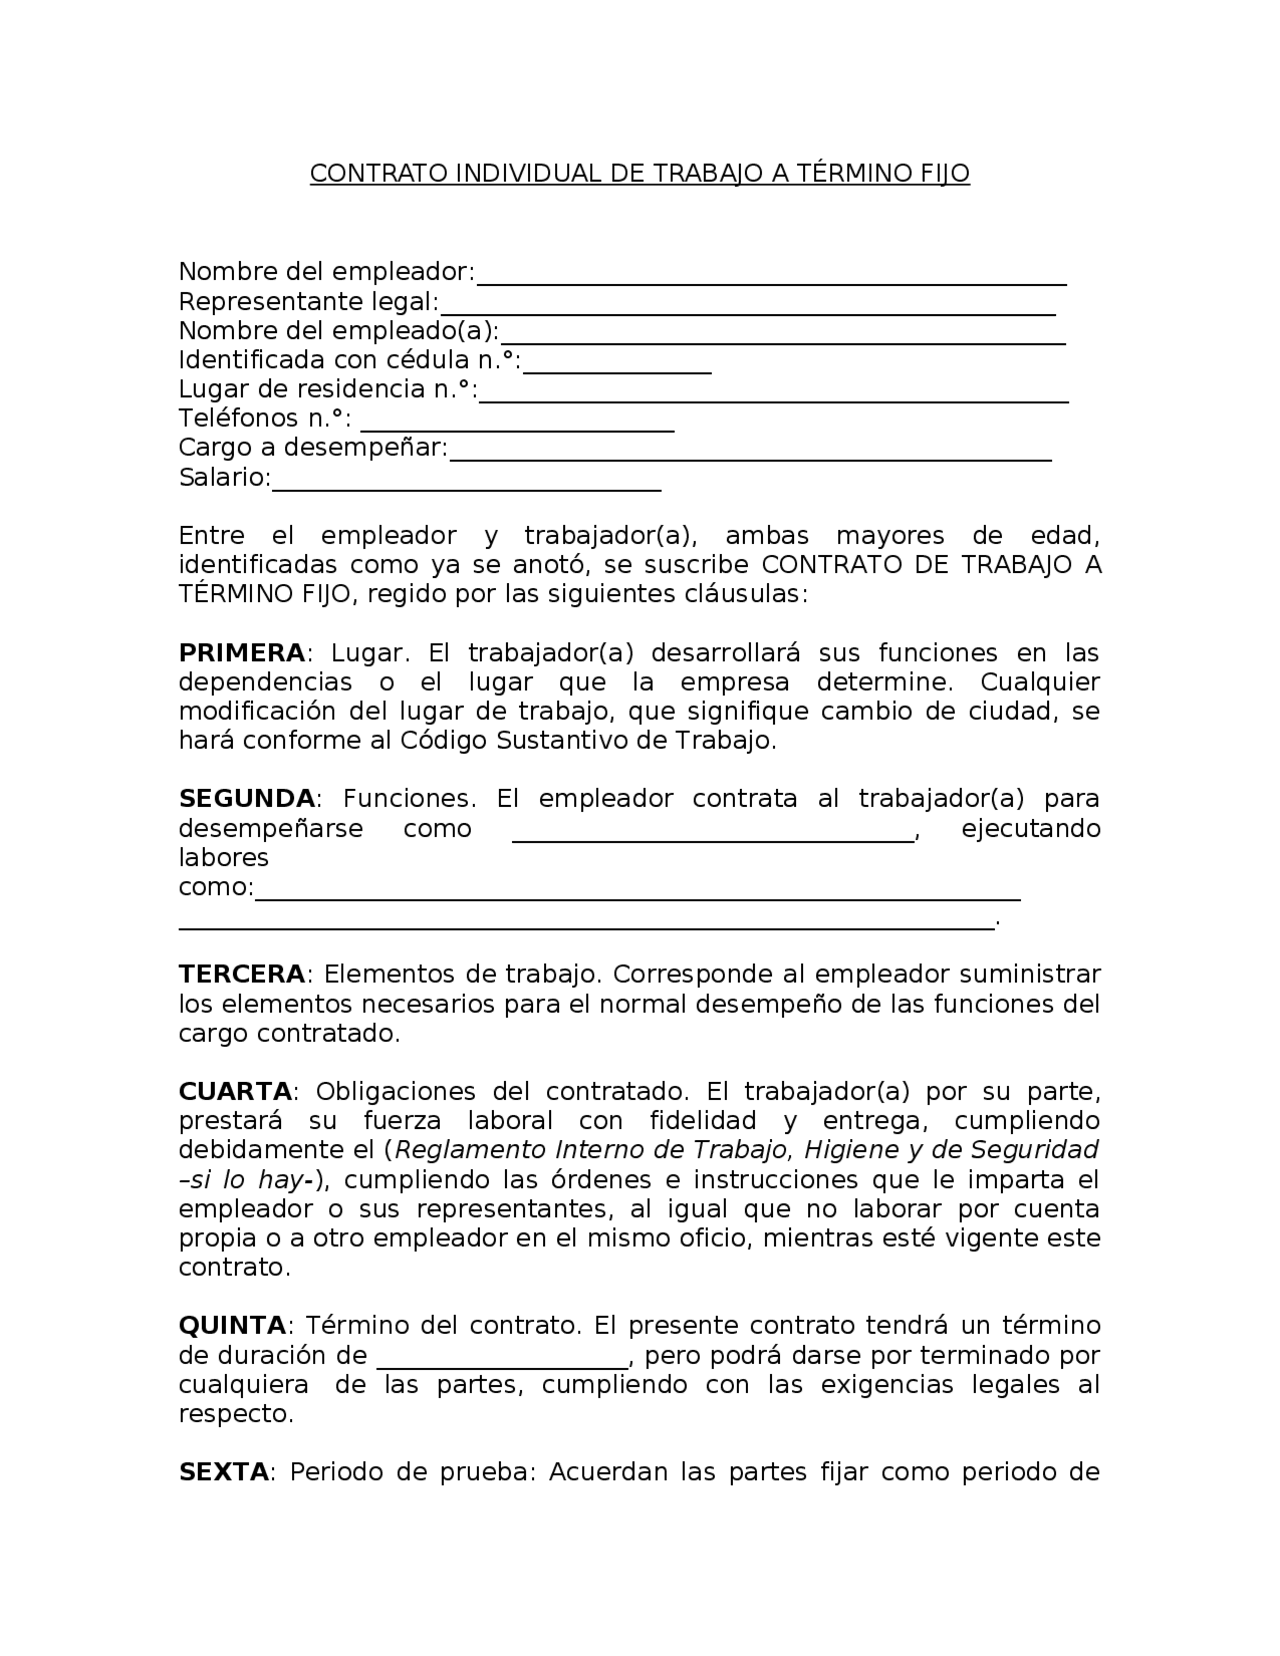 CONTRATO INDIVIDUAL DE TRABAJO A TÉRMINO FIJO
Nombre del empleador:_______________________________________________
Representante legal:_________________________________________________
Nombre del empleado(a):_____________________________________________
Identificada con cédula n.°:_______________
Lugar de residencia n.°:_______________________________________________
Teléfonos n.°: _________________________
Cargo a desempeñar:________________________________________________
Salario:_______________________________
Entre el empleador y trabajador(a), ambas mayores de edad,
identificadas como ya se anotó, se suscribe CONTRATO DE TRABAJO A
TÉRMINO FIJO, regido por las siguientes cláusulas:
PRIMERA: Lugar. El trabajador(a) desarrollará sus funciones en las
dependencias o el lugar que la empresa determine. Cualquier
modificación del lugar de trabajo, que signifique cambio de ciudad, se
hará conforme al Código Sustantivo de Trabajo.
SEGUNDA: Funciones. El empleador contrata al trabajador(a) para
desempeñarse como ________________________________, ejecutando
labores
como:_____________________________________________________________
_________________________________________________________________.
TERCERA: Elementos de trabajo. Corresponde al empleador suministrar
los elementos necesarios para el normal desempeño de las funciones del
cargo contratado.
CUARTA: Obligaciones del contratado. El trabajador(a) por su parte,
prestará su fuerza laboral con fidelidad y entrega, cumpliendo
debidamente el (Reglamento Interno de Trabajo, Higiene y de Seguridad
–si lo hay-), cumpliendo las órdenes e instrucciones que le imparta el
empleador o sus representantes, al igual que no laborar por cuenta
propia o a otro empleador en el mismo oficio, mientras esté vigente este
contrato.
QUINTA: Término del contrato. El presente contrato tendrá un término
de duración de ____________________, pero podrá darse por terminado por
cualquiera de las partes, cumpliendo con las exigencias legales al
respecto.
SEXTA: Periodo de prueba: Acuerdan las partes fijar como periodo de